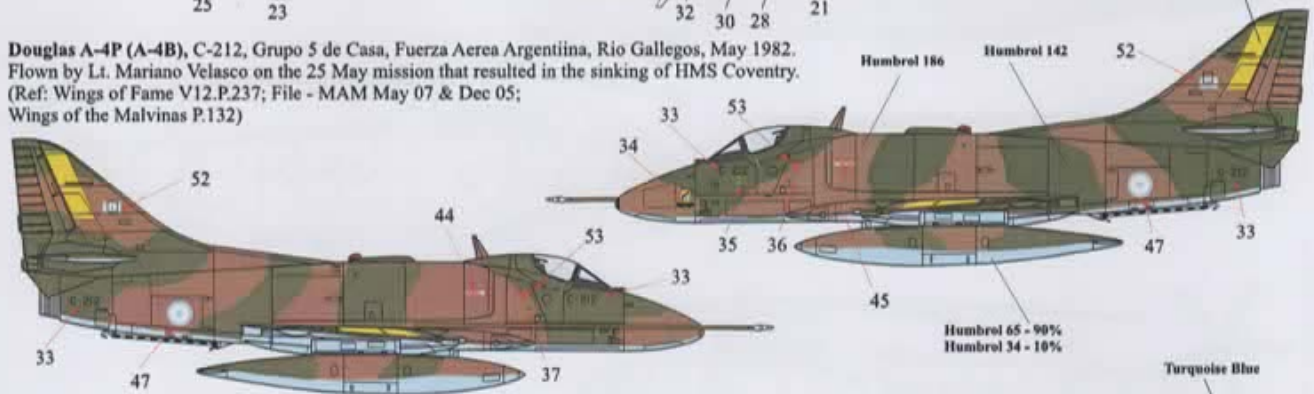 25
23
32
30
28
21
Douglas A-4P (A-4B), C-212, Grupo 5 de Casa, Fuerza Aerea Argentiina, Rio Gallegos, May 1982.
Flown by Lt. Mariano Velasco on the 25 May mission that resulted in the sinking of HMS Coventry.
(Ref: Wings of Fame V12.P.237; File - MAM May 07 & Dec 05;
Wings of the Malvinas P.132)
Humbrol 186
Humbrol 142
52
33
53
34
C-212
C-212
35
36
45
47
33
Humbrol 65 - 90%
Humbrol 34 - 10%
52
44
53
33
C-212
C-212
33
47
37
Turquoise Blue